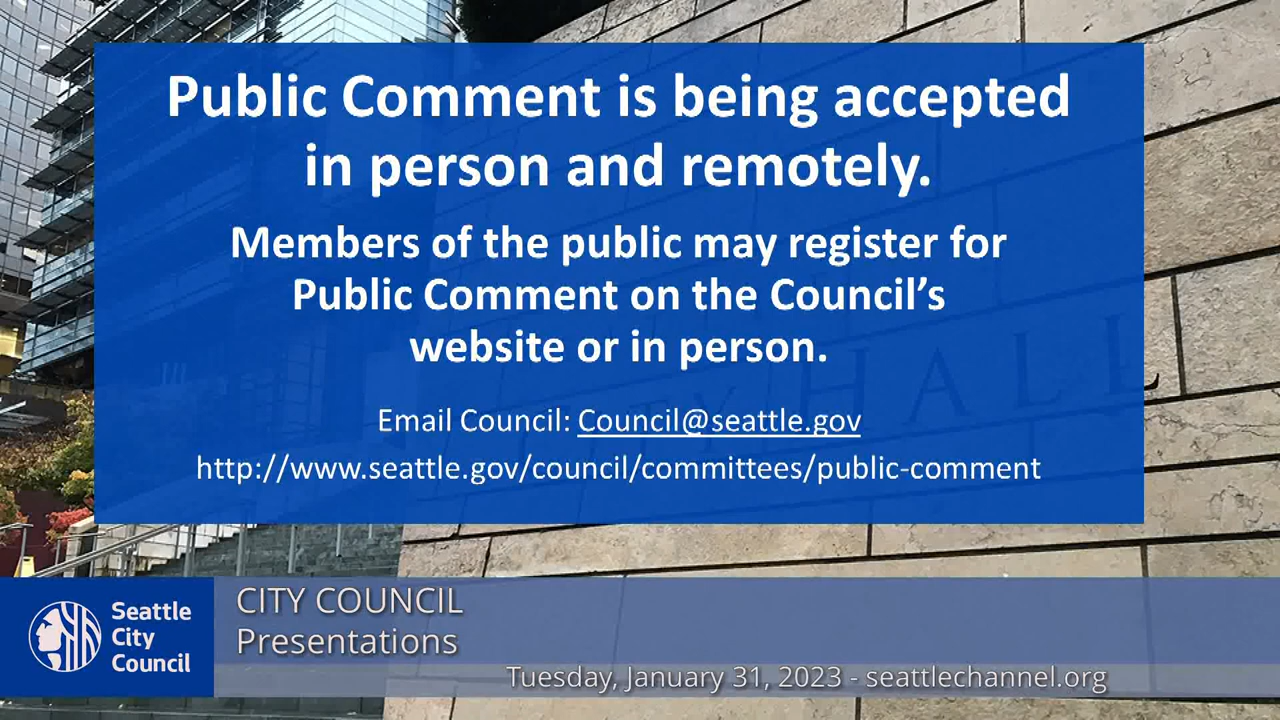 Public Comment is being accepted
in person and remotely.
Members of the public may register for
Public Comment on the Council’s
website or in person.
HALL
Email Council: Council@seattle.gov
http://www.seattle.gov/council/committees/public-comment
Seattle
City
Council
CITY COUNCIL
Presentations
Tuesday, January 31, 2023 - seattlechannel.org